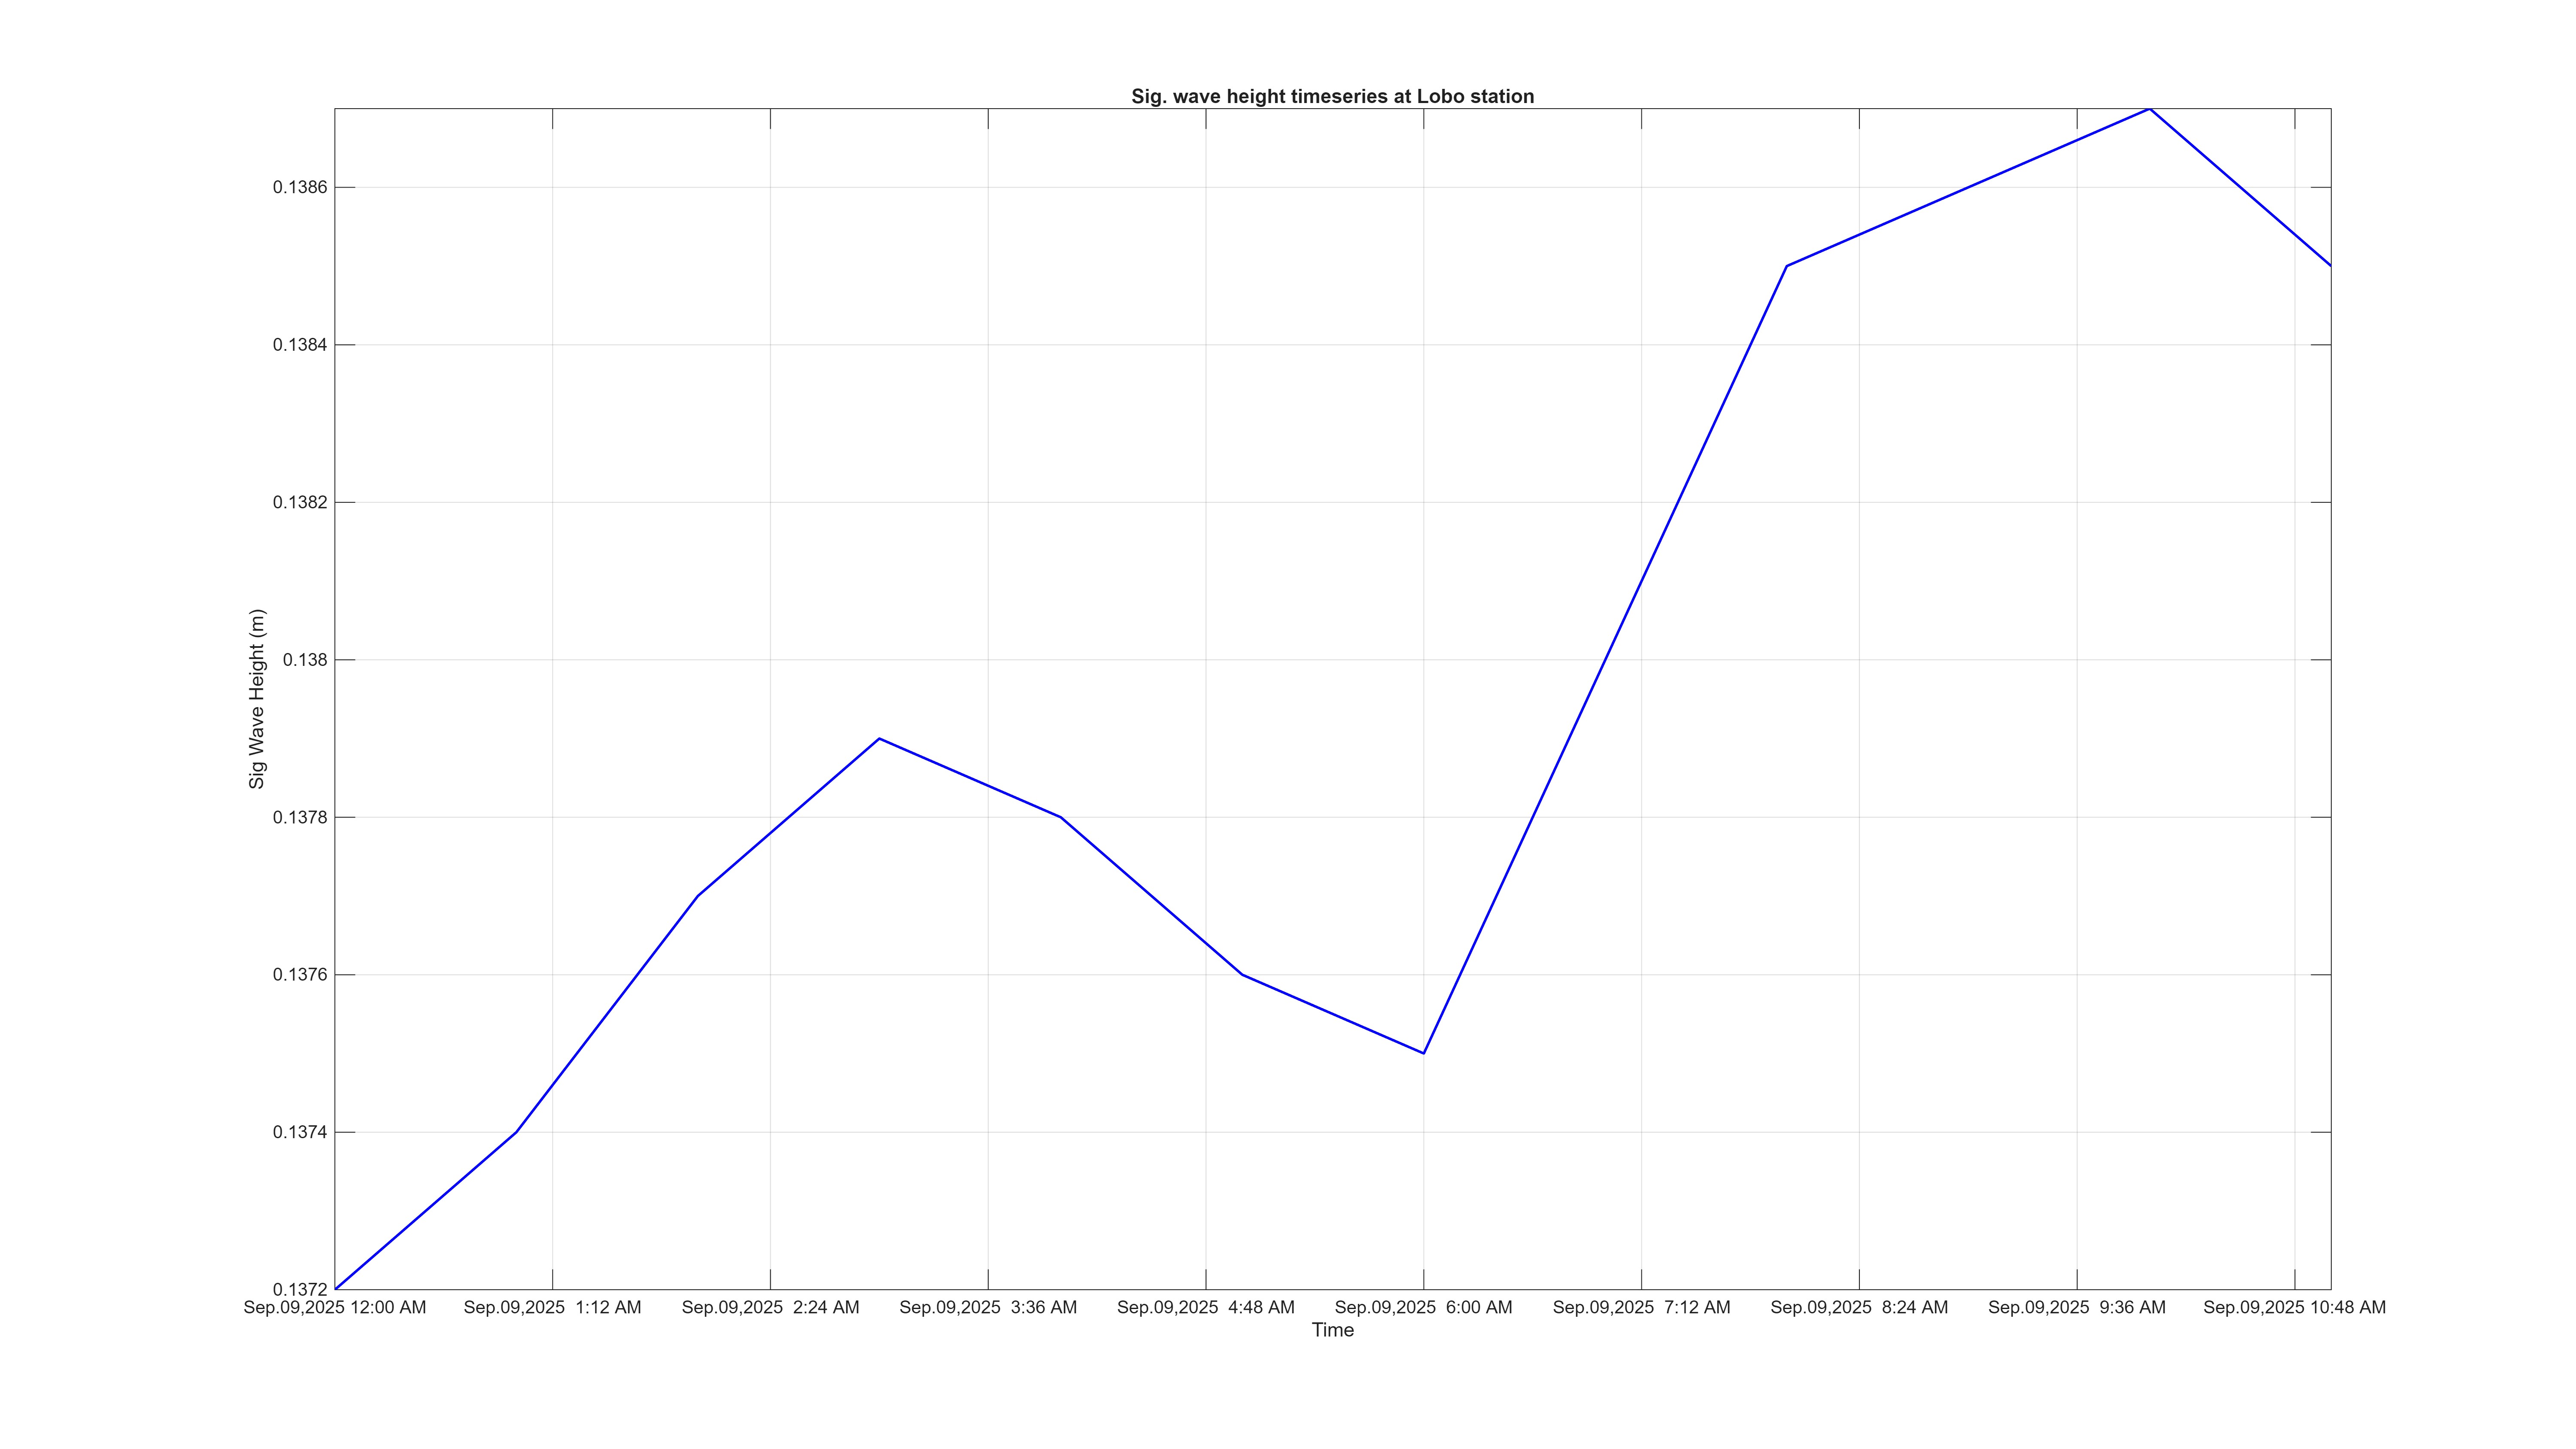 Sig. wave height timeseries at Lobo station
0.1386
0.1384
0.1382
0.138
0.1378
0.1376
0.1374
0.1372
Sig Wave Height (m)
Sep.09,2025 12:00 AM
Sep.09,2025  1:12 AM
Sep.09,2025  2:24 AM
Sep.09,2025  3:36 AM
Sep.09,2025  4:48 AM
Sep.09,2025  6:00 AM
Sep.09,2025  7:12 AM
Sep.09,2025  8:24 AM
Sep.09,2025  9:36 AM
Sep.09,2025 10:48 AM
Time